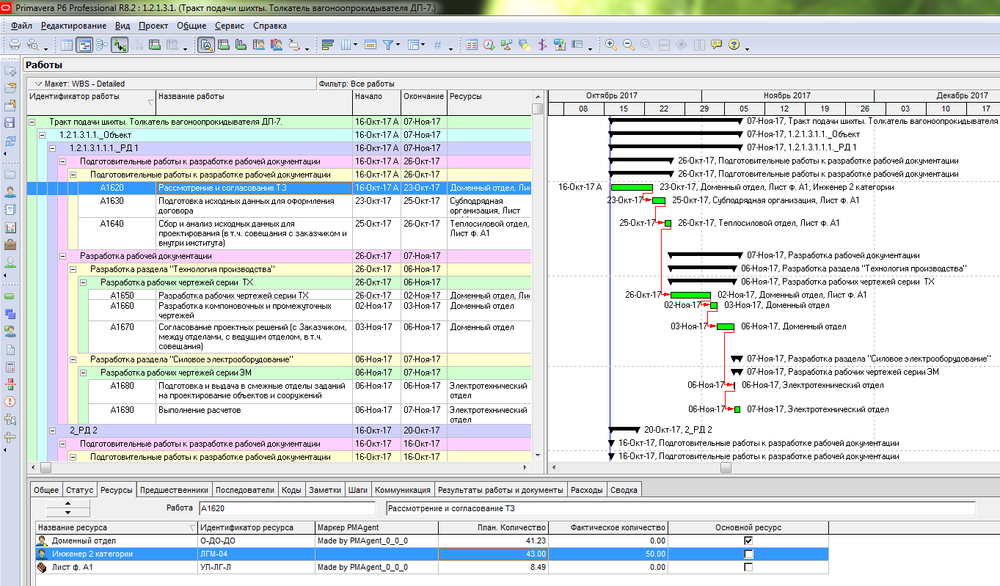 Primavera P6 Professional R8.2 : 1.2.1.3.1. (Тракт подачи шихты. Толкатель вагоноопрокидывателя ДП-7.)
Файл Редактирование Вид Проект Общие Сервис Справка
Работы
Макет: WBS - Detailed Фильтр: Все работы
Идентификатор работы Название работы Начало Окончание Ресурсы
Октябрь 2017 Ноябрь 2017 Декабрь 2017
08 15 22 29 05 12 19 26 03 10 17
Тракт подачи шихты. Толкатель вагоноопрокидывателя ДП-7. 16-Окт-17 А 07-Ноя-17 07-Ноя-17, Тракт подачи шихты. Толкатель вагоноопрокидывателя
1.2.1.3.1.1._Объект 16-Окт-17 А 07-Ноя-17 07-Ноя-17, 1.2.1.3.1.1._Объект
1.2.1.3.1.1.1._РД 1 16-Окт-17 А 07-Ноя-17 07-Ноя-17, 1.2.1.3.1.1.1._РД 1
Подготовительные работы к разработке рабочей документации 16-Окт-17 А 26-Окт-17 26-Окт-17, Подготовительные работы к разработке рабочей документации
Подготовительные работы к разработке рабочей документации 16-Окт-17 А 26-Окт-17 26-Окт-17, Подготовительные работы к разработке рабочей документации
A1620 Рассмотрение и согласование ТЗ 16-Окт-17 А 23-Окт-17 Доменный отдел, Ли 16-Окт-17 А 23-Окт-17, Доменный отдел, Лист ф. А1, Инженер 2 категории
A1630 Подготовка исходных данных для оформления 23-Окт-17 25-Окт-17 Субподрядная 23-Окт-17 25-Окт-17, Субподрядная организация, Лист ф. А1
договора организация, Лист
A1640 Сбор и анализ исходных данных для 25-Окт-17 26-Окт-17 Теплосиловой отдел, 25-Окт-17 26-Окт-17, Теплосиловой отдел, Лист ф. А1
проектирования (в т.ч. совещания с заказчиком и Лист ф. А1
внутри института)
Разработка рабочей документации 26-Окт-17 07-Ноя-17 07-Ноя-17, Разработка рабочей документации
Разработка раздела "Технология производства" 26-Окт-17 06-Ноя-17 06-Ноя-17, Разработка раздела "Технология производства"
Разработка рабочих чертежей серии ТХ 26-Окт-17 06-Ноя-17 06-Ноя-17, Разработка рабочих чертежей серии ТХ
A1650 Разработка рабочих чертежей серии ТХ 26-Окт-17 02-Ноя-17 Доменный отдел, Ли 26-Окт-17 02-Ноя-17, Доменный отдел, Лист ф. А1
A1660 Разработка компоновочных и промежуточных 02-Ноя-17 03-Ноя-17 Доменный отдел 02-Ноя-17 03-Ноя-17, Доменный отдел
чертежей
A1670 Согласование проектных решений (с Заказчиком, 03-Ноя-17 06-Ноя-17 Доменный отдел 03-Ноя-17 06-Ноя-17, Доменный отдел
между отделами, с ведущим отделом, в т.ч.
совещания)
Разработка раздела "Силовое электрооборудование" 06-Ноя-17 07-Ноя-17 07-Ноя-17, Разработка раздела "Силовое электрооборудование"
Разработка рабочих чертежей серии ЭМ 06-Ноя-17 07-Ноя-17 07-Ноя-17, Разработка рабочих чертежей серии ЭМ
A1680 Подготовка и выдача в смежные отделы заданий 06-Ноя-17 06-Ноя-17 Электротехнический 06-Ноя-17 06-Ноя-17, Электротехнический отдел
на проектирование объектов и сооружений отдел
A1690 Выполнение расчетов 06-Ноя-17 07-Ноя-17 Электротехнический 06-Ноя-17 07-Ноя-17, Электротехнический отдел
отдел
2_РД 2 16-Окт-17 20-Окт-17 20-Окт-17, 2_РД 2
Подготовительные работы к разработке рабочей документации 16-Окт-17 16-Окт-17 16-Окт-17, Подготовительные работы к разработке рабочей документации
Подготовительные работы к разработке рабочей документации 16-Окт-17 16-Окт-17 16-Окт-17, Подготовительные работы к разработке рабочей документации
Общее Статус Ресурсы Предшественники Последователи Коды Заметки Шаги Коммуникация Результаты работы и документы Расходы Сводка
Работа A1620 Рассмотрение и согласование ТЗ
Название ресурса Идентификатор ресурса Маркер PMAgent План. Количество Фактическое количество Основной ресурс
Доменный отдел О-ДО-ДО Made by PMAgent_0_0_0 41.23 0.00
Инженер 2 категории ЛГМ-04 43.00 50.00
Лист ф. А1 УП-ЛГ-Л Made by PMAgent_0_0_0 8.49 0.00